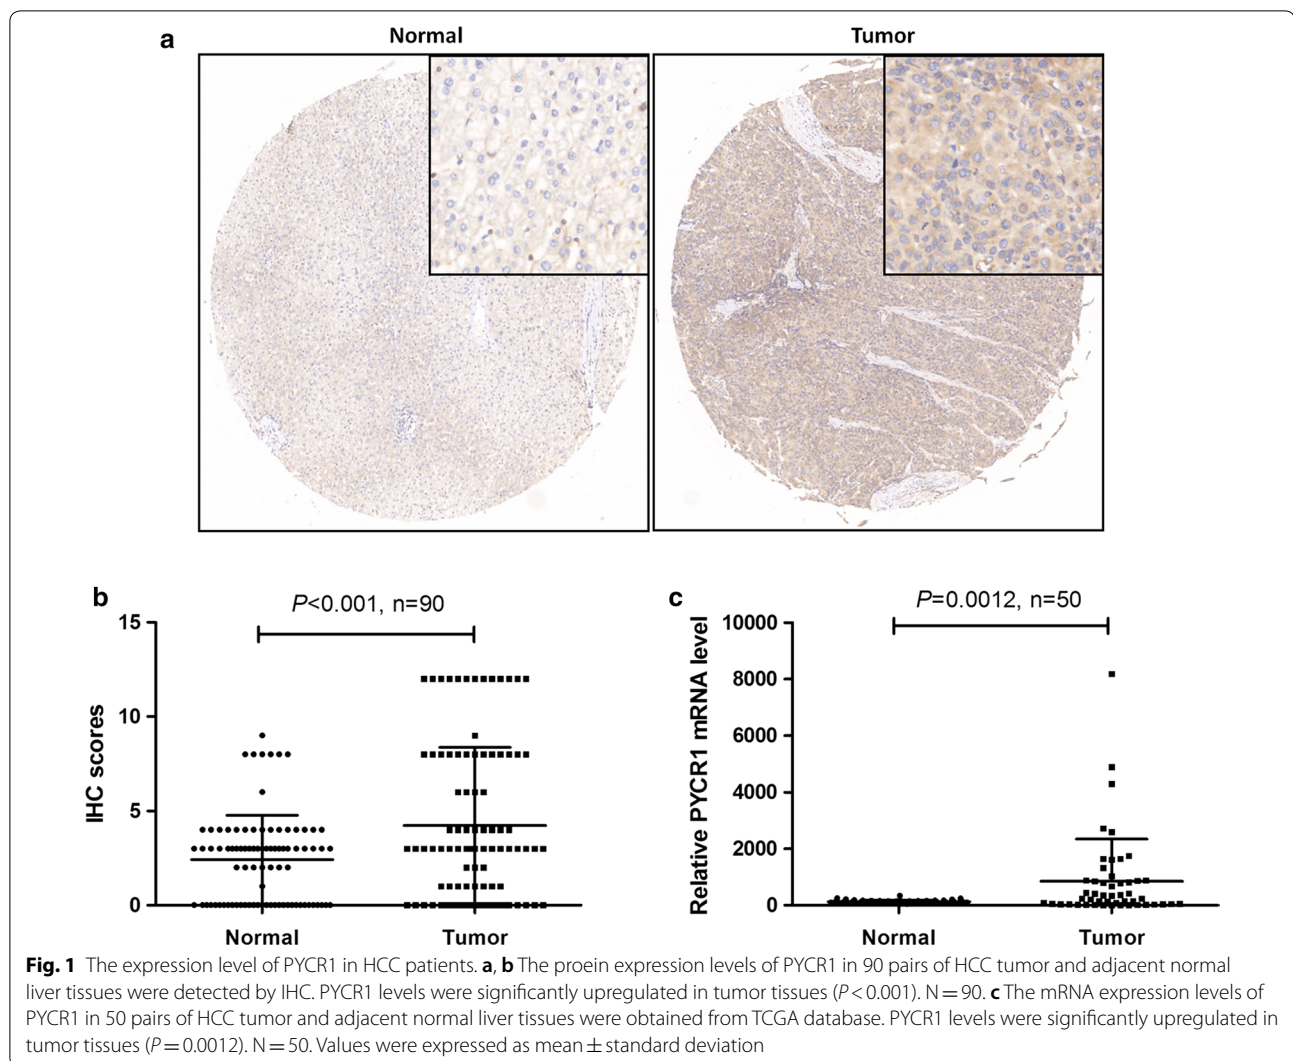 a
Normal
Tumor
b
P<0.001, n=90
15
10
5
0
IHC scores
Normal
Tumor
c
P=0.0012, n=50
10000
8000
6000
4000
2000
0
Relative PYCR1 mRNA level
Normal
Tumor
Fig. 1 The expression level of PYCR1 in HCC patients. a, b The proein expression levels of PYCR1 in 90 pairs of HCC tumor and adjacent normal
liver tissues were detected by IHC. PYCR1 levels were significantly upregulated in tumor tissues (P < 0.001). N = 90. c The mRNA expression levels of
PYCR1 in 50 pairs of HCC tumor and adjacent normal liver tissues were obtained from TCGA database. PYCR1 levels were significantly upregulated in
tumor tissues (P = 0.0012). N = 50. Values were expressed as mean ± standard deviation